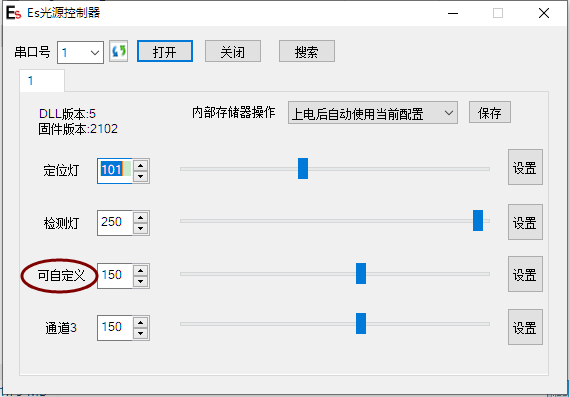 Es Es光源控制器
串口号 1 打开 关闭 搜索
1
DLL版本:5
固件版本:2102
内部存储器操作 上电后自动使用当前配置 保存
定位灯 101 设置
检测灯 250 设置
可自定义 150 设置
通道3 150 设置